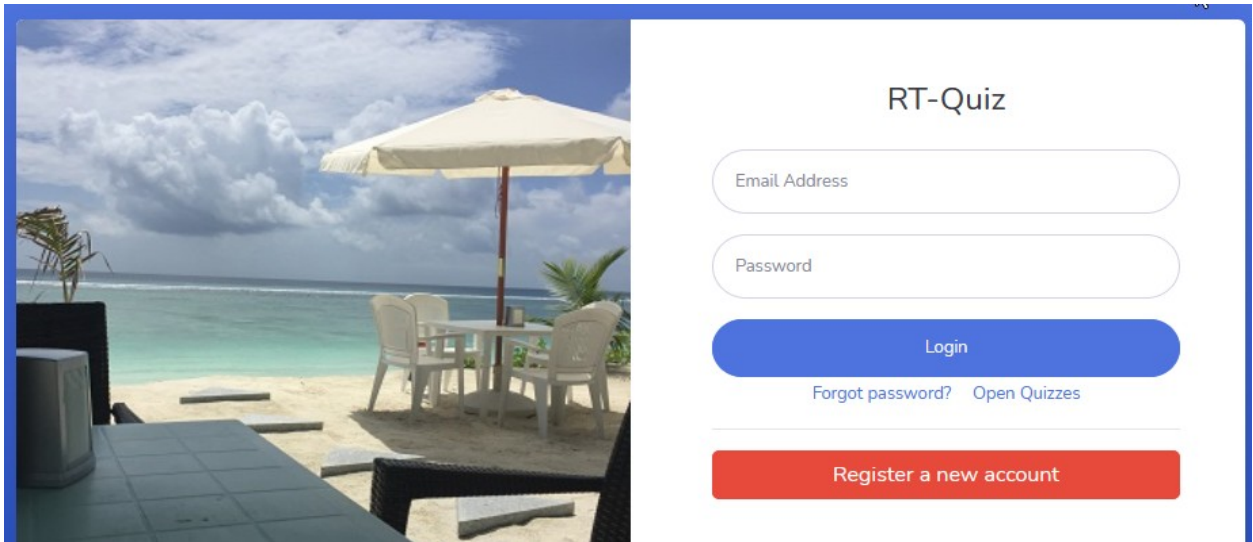 RT-Quiz
Email Address
Password
Login
Forgot password? Open Quizzes
Register a new account